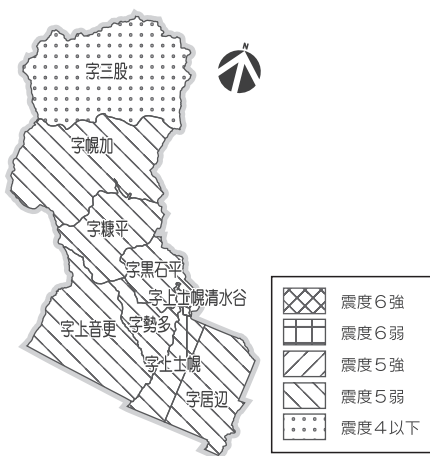 字三股
N
字幌加
字糠平
字黒石平
字上士幌清水谷
字上音更
字勢多
字上士幌
字居辺
震度6強
震度6弱
震度5強
震度5弱
震度4以下